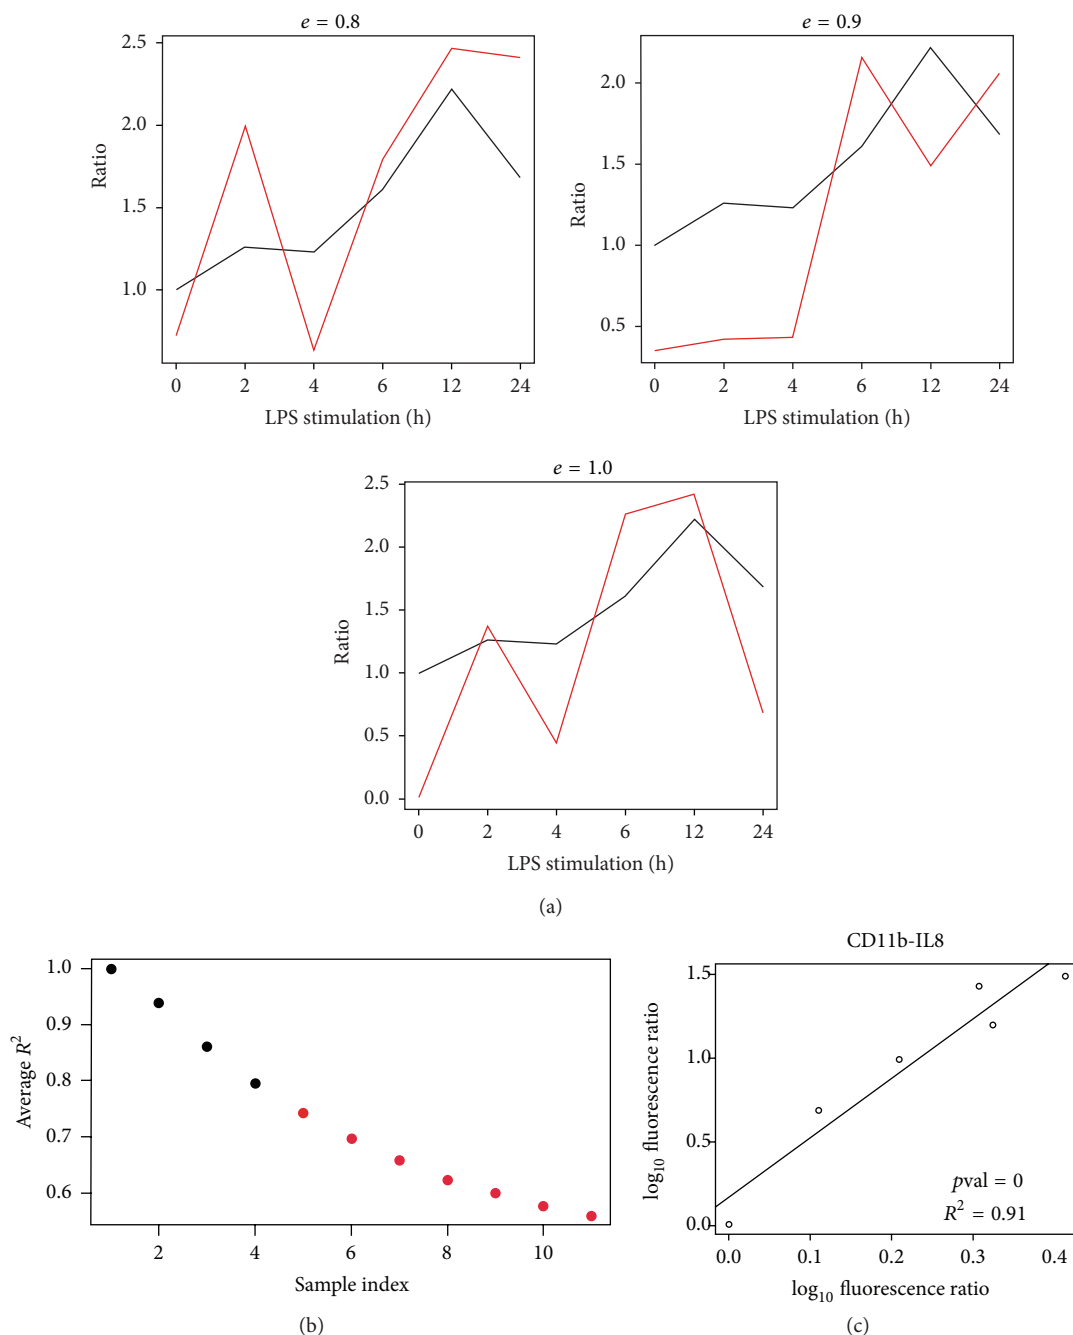 e = 0.8
2.5
2.0
1.5
1.0
Ratio
0 2 4 6 12 24
LPS stimulation (h)
e = 0.9
2.0
1.5
1.0
0.5
Ratio
0 2 4 6 12 24
LPS stimulation (h)
e = 1.0
2.5
2.0
1.5
1.0
0.5
0.0
Ratio
0 2 4 6 12 24
LPS stimulation (h)
(a)
1.0
0.9
0.8
0.7
0.6
Average R²
2 4 6 8 10
Sample index
(b)
CD11b-IL8
1.5
1.0
0.5
0.0
log₁₀ fluorescence ratio
pval = 0
R² = 0.91
0.0 0.1 0.2 0.3 0.4
log₁₀ fluorescence ratio
(c)